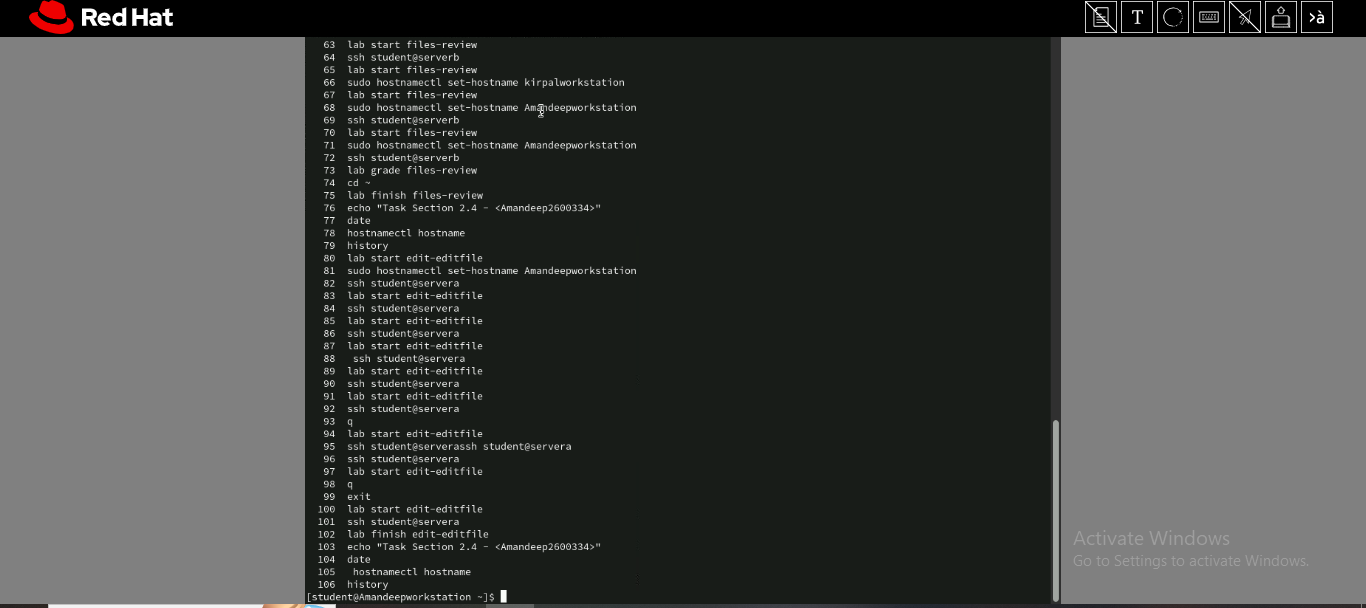 Red Hat
T
>à
63 lab start files-review
64 ssh student@serverb
65 lab start files-review
66 sudo hostnamectl set-hostname kirpalworkstation
67 lab start files-review
68 sudo hostnamectl set-hostname Amandeepworkstation
69 ssh student@serverb
70 lab start files-review
71 sudo hostnamectl set-hostname Amandeepworkstation
72 ssh student@serverb
73 lab grade files-review
74 cd ~
75 lab finish files-review
76 echo "Task Section 2.4 - <Amandeep2600334>"
77 date
78 hostnamectl hostname
79 history
80 lab start edit-editfile
81 sudo hostnamectl set-hostname Amandeepworkstation
82 ssh student@servera
83 lab start edit-editfile
84 ssh student@servera
85 lab start edit-editfile
86 ssh student@servera
87 lab start edit-editfile
88  ssh student@servera
89 lab start edit-editfile
90 ssh student@servera
91 lab start edit-editfile
92 ssh student@servera
93 q
94 lab start edit-editfile
95 ssh student@serverassh student@servera
96 ssh student@servera
97 lab start edit-editfile
98 q
99 exit
100 lab start edit-editfile
101 ssh student@servera
102 lab finish edit-editfile
103 echo "Task Section 2.4 - <Amandeep2600334>"
104 date
105  hostnamectl hostname
106 history
[student@Amandeepworkstation ~]$
Activate Windows
Go to Settings to activate Windows.